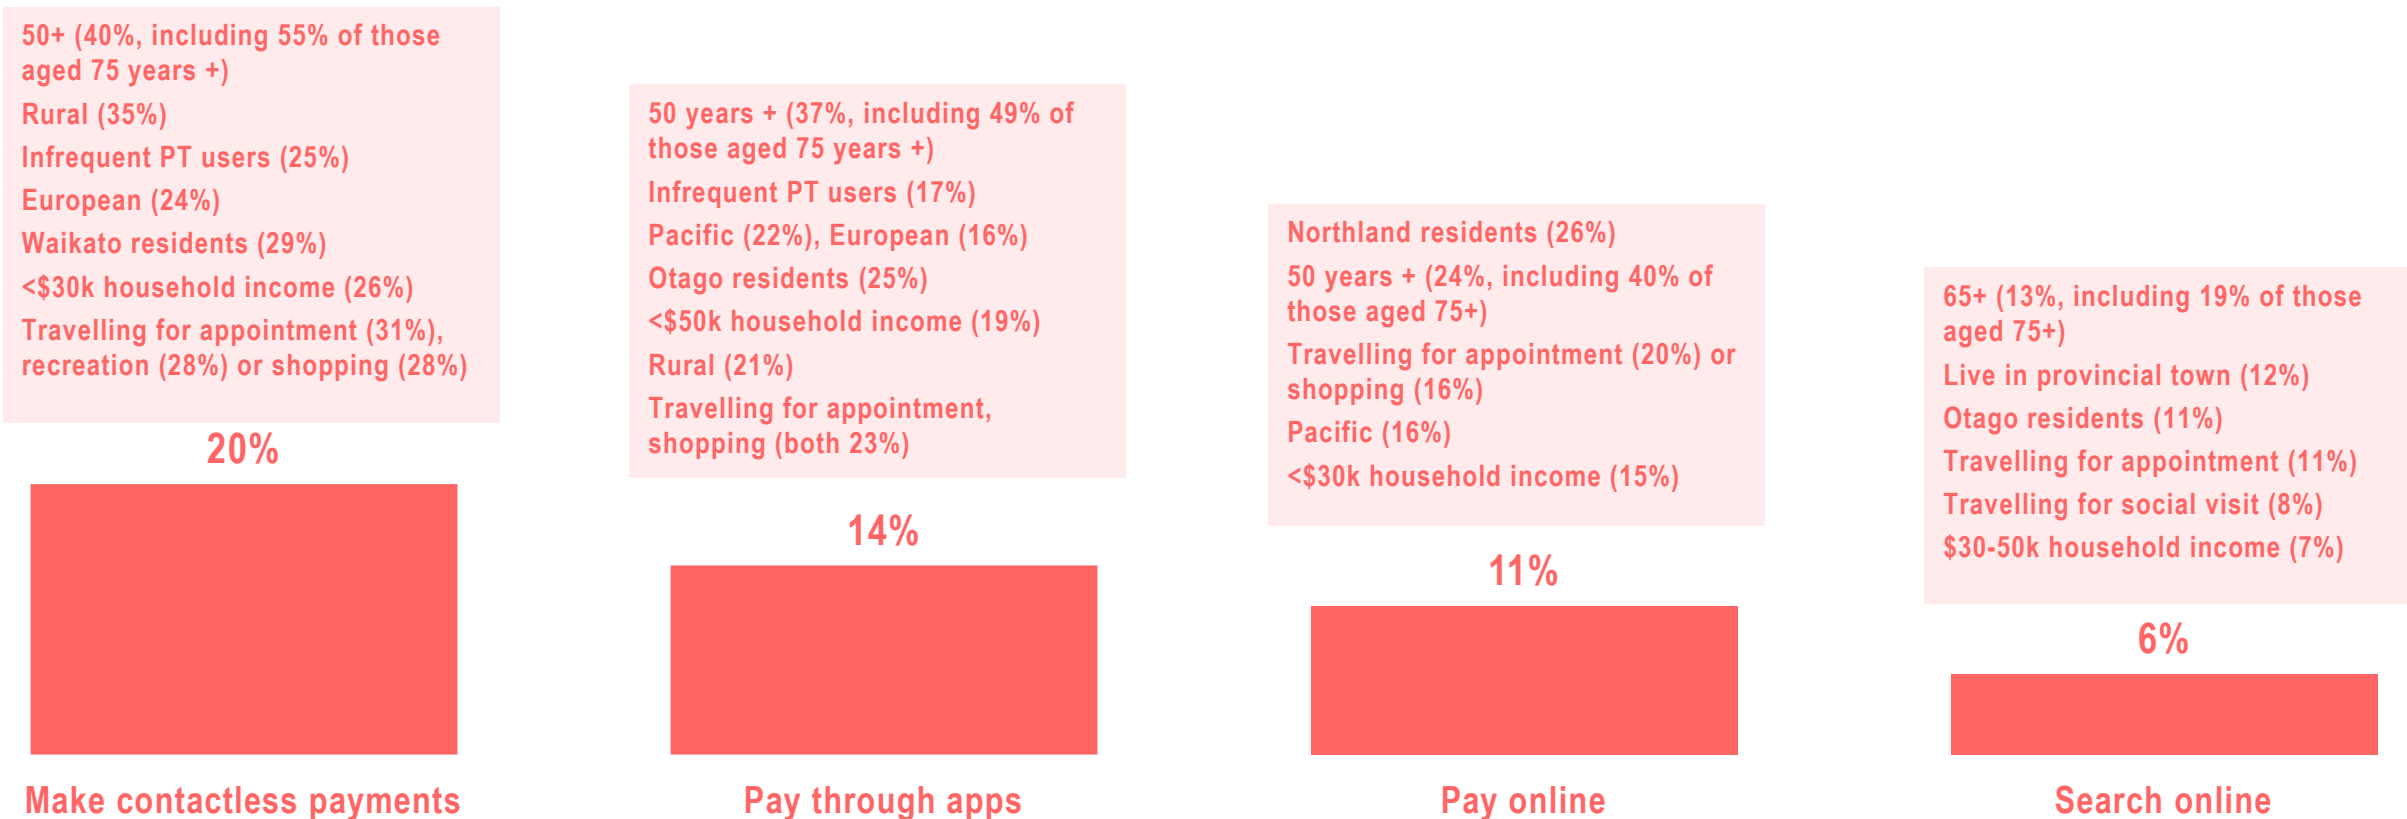 50+ (40%, including 55% of those
aged 75 years +)
Rural (35%)
Infrequent PT users (25%)
European (24%)
Waikato residents (29%)
<$30k household income (26%)
Travelling for appointment (31%),
recreation (28%) or shopping (28%)
20%
Make contactless payments
50 years + (37%, including 49% of
those aged 75 years +)
Infrequent PT users (17%)
Pacific (22%), European (16%)
Otago residents (25%)
<$50k household income (19%)
Rural (21%)
Travelling for appointment,
shopping (both 23%)
14%
Pay through apps
Northland residents (26%)
50 years + (24%, including 40% of
those aged 75+)
Travelling for appointment (20%) or
shopping (16%)
Pacific (16%)
<$30k household income (15%)
11%
Pay online
65+ (13%, including 19% of those
aged 75+)
Live in provincial town (12%)
Otago residents (11%)
Travelling for appointment (11%)
Travelling for social visit (8%)
$30-50k household income (7%)
6%
Search online